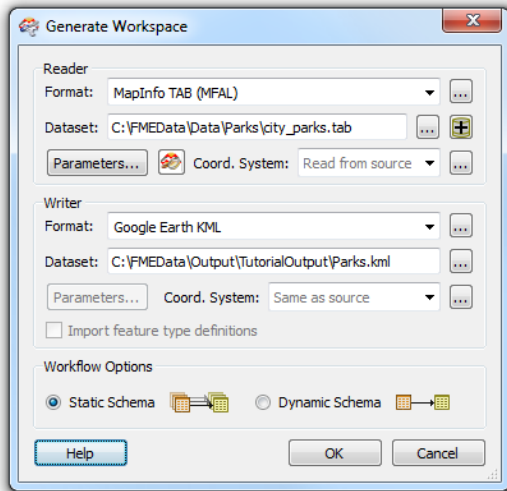 Generate Workspace
Reader
Format: MapInfo TAB (MFAL) ...
Dataset: C:\FMEData\Data\Parks\city_parks.tab ...
Parameters... Coord. System: Read from source ...
Writer
Format: Google Earth KML ...
Dataset: C:\FMEData\Output\TutorialOutput\Parks.kml ...
Parameters... Coord. System: Same as source ...
Import feature type definitions
Workflow Options
Static Schema Dynamic Schema
Help OK Cancel